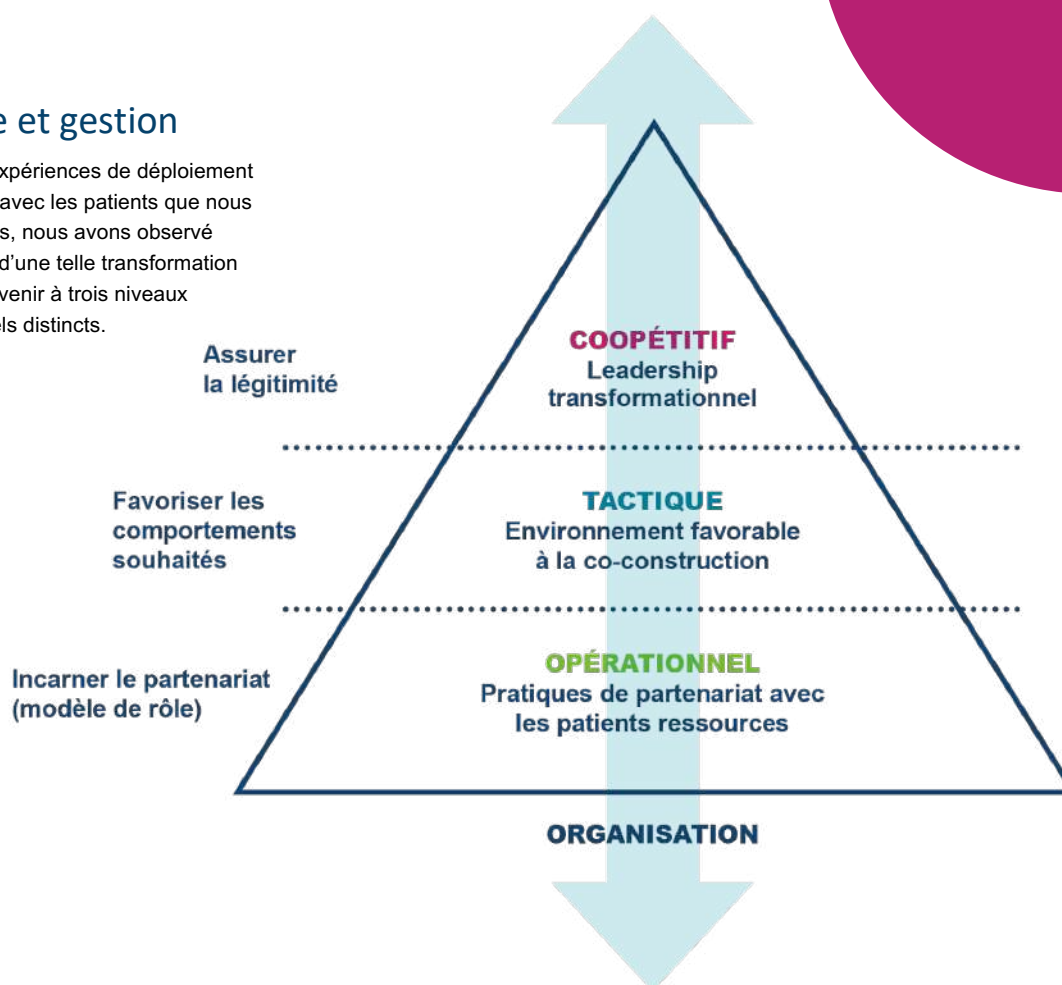 e et gestion
xpériences de déploiement
avec les patients que nous
s, nous avons observé
d’une telle transformation
venir à trois niveaux
els distincts.
Assurer
la légitimité
COOPÉTITIF
Leadership
transformationnel
Favoriser les
comportements
souhaités
TACTIQUE
Environnement favorable
à la co-construction
Incarner le partenariat
(modèle de rôle)
OPÉRATIONNEL
Pratiques de partenariat avec
les patients ressources
ORGANISATION